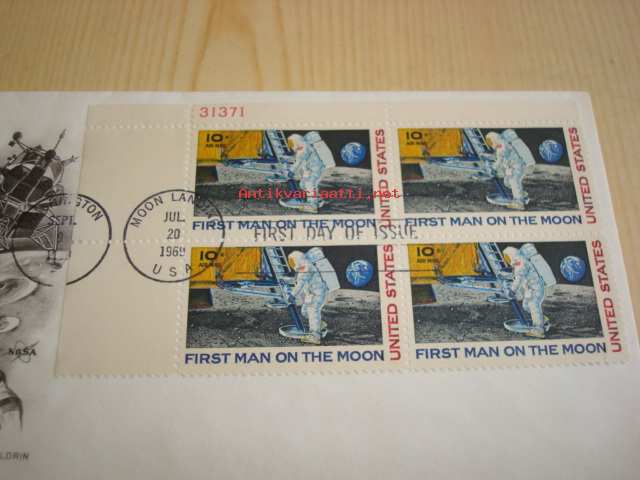 31371
10¢
AIR MAIL
UNITED STATES
FIRST MAN ON THE MOON
10¢
AIR MAIL
UNITED STATES
FIRST MAN ON THE MOON
Antikvariaatti.net
SEPT.
MOON
JUL.
20
1969
U.S.A.
FIRST DAY OF ISSUE
10¢
AIR MAIL
UNITED STATES
FIRST MAN ON THE MOON
10¢
AIR MAIL
UNITED STATES
FIRST MAN ON THE MOON
NASA